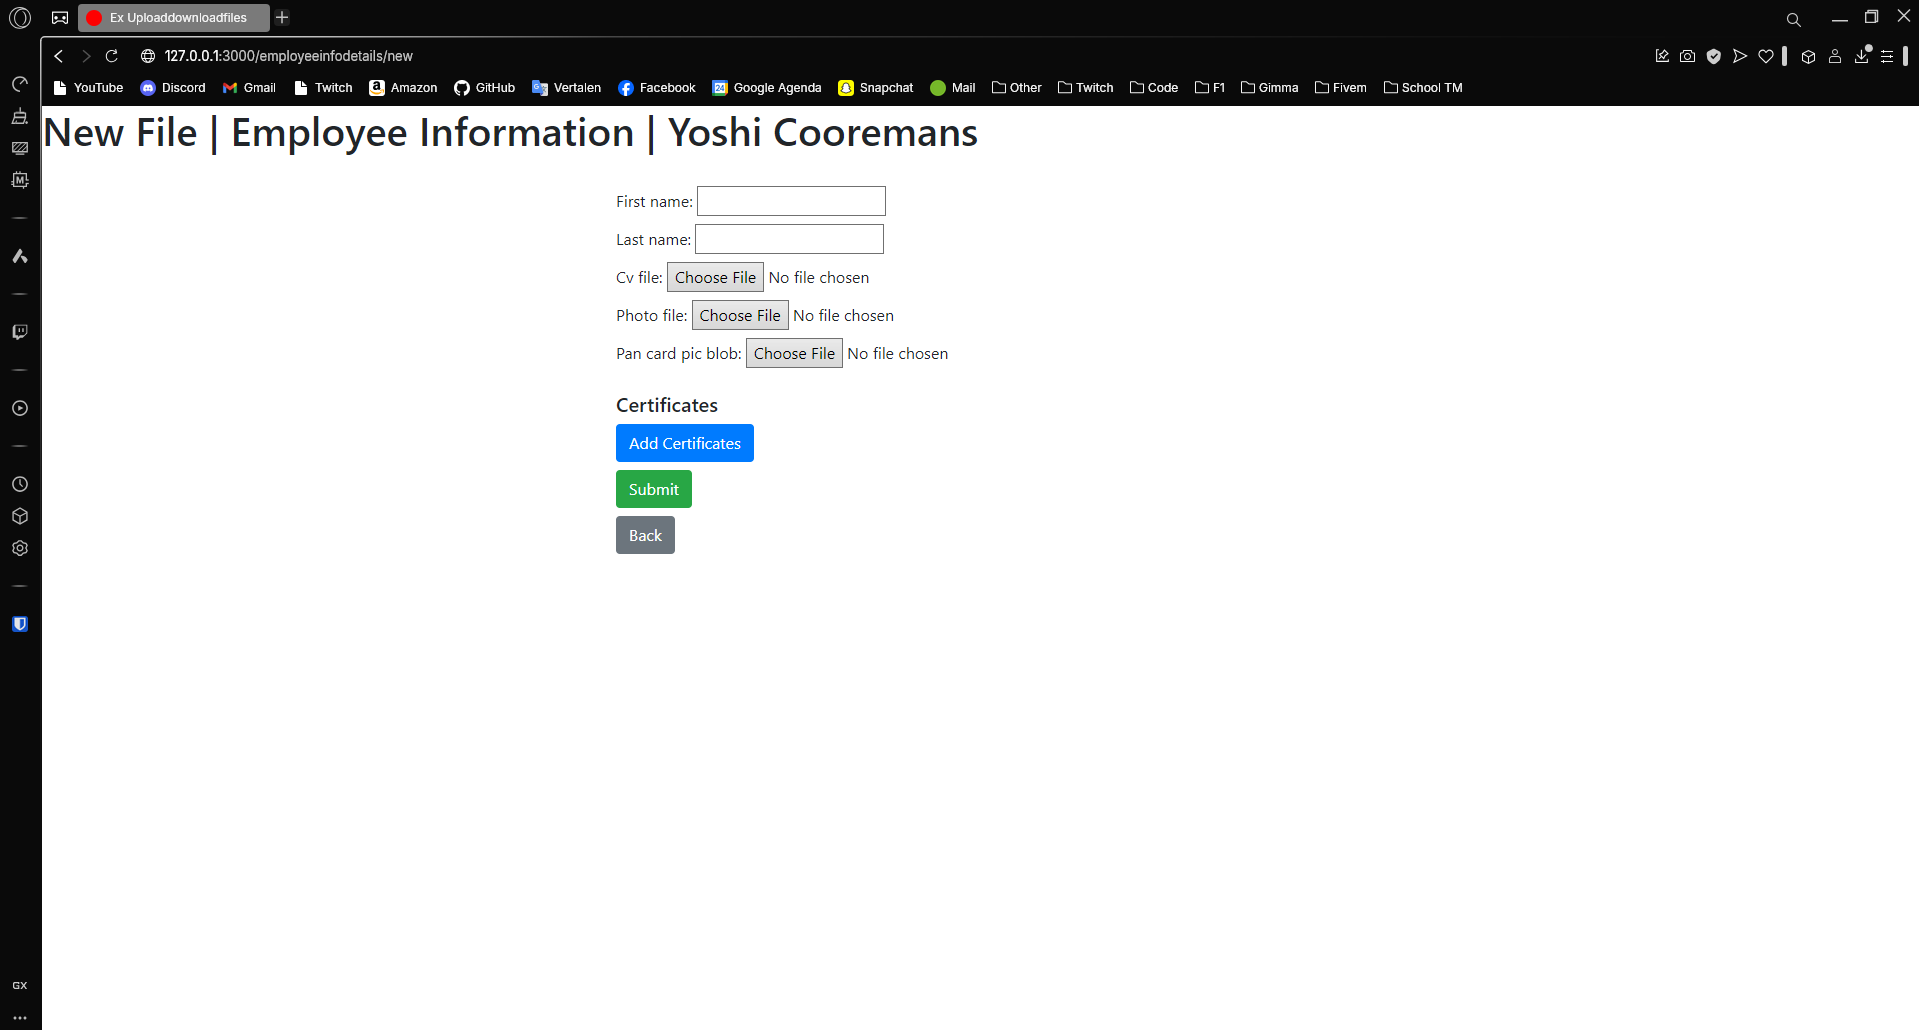 Ex Uploaddownloadfiles
127.0.0.1:3000/employeeinfodetails/new
YouTube Discord Gmail Twitch Amazon GitHub Vertalen Facebook 24 Google Agenda Snapchat Mail Other Twitch Code F1 Gimma Fivem School TM
New File | Employee Information | Yoshi Cooremans
First name:
Last name:
Cv file: Choose File No file chosen
Photo file: Choose File No file chosen
Pan card pic blob: Choose File No file chosen
Certificates
Add Certificates
Submit
Back
M
GX